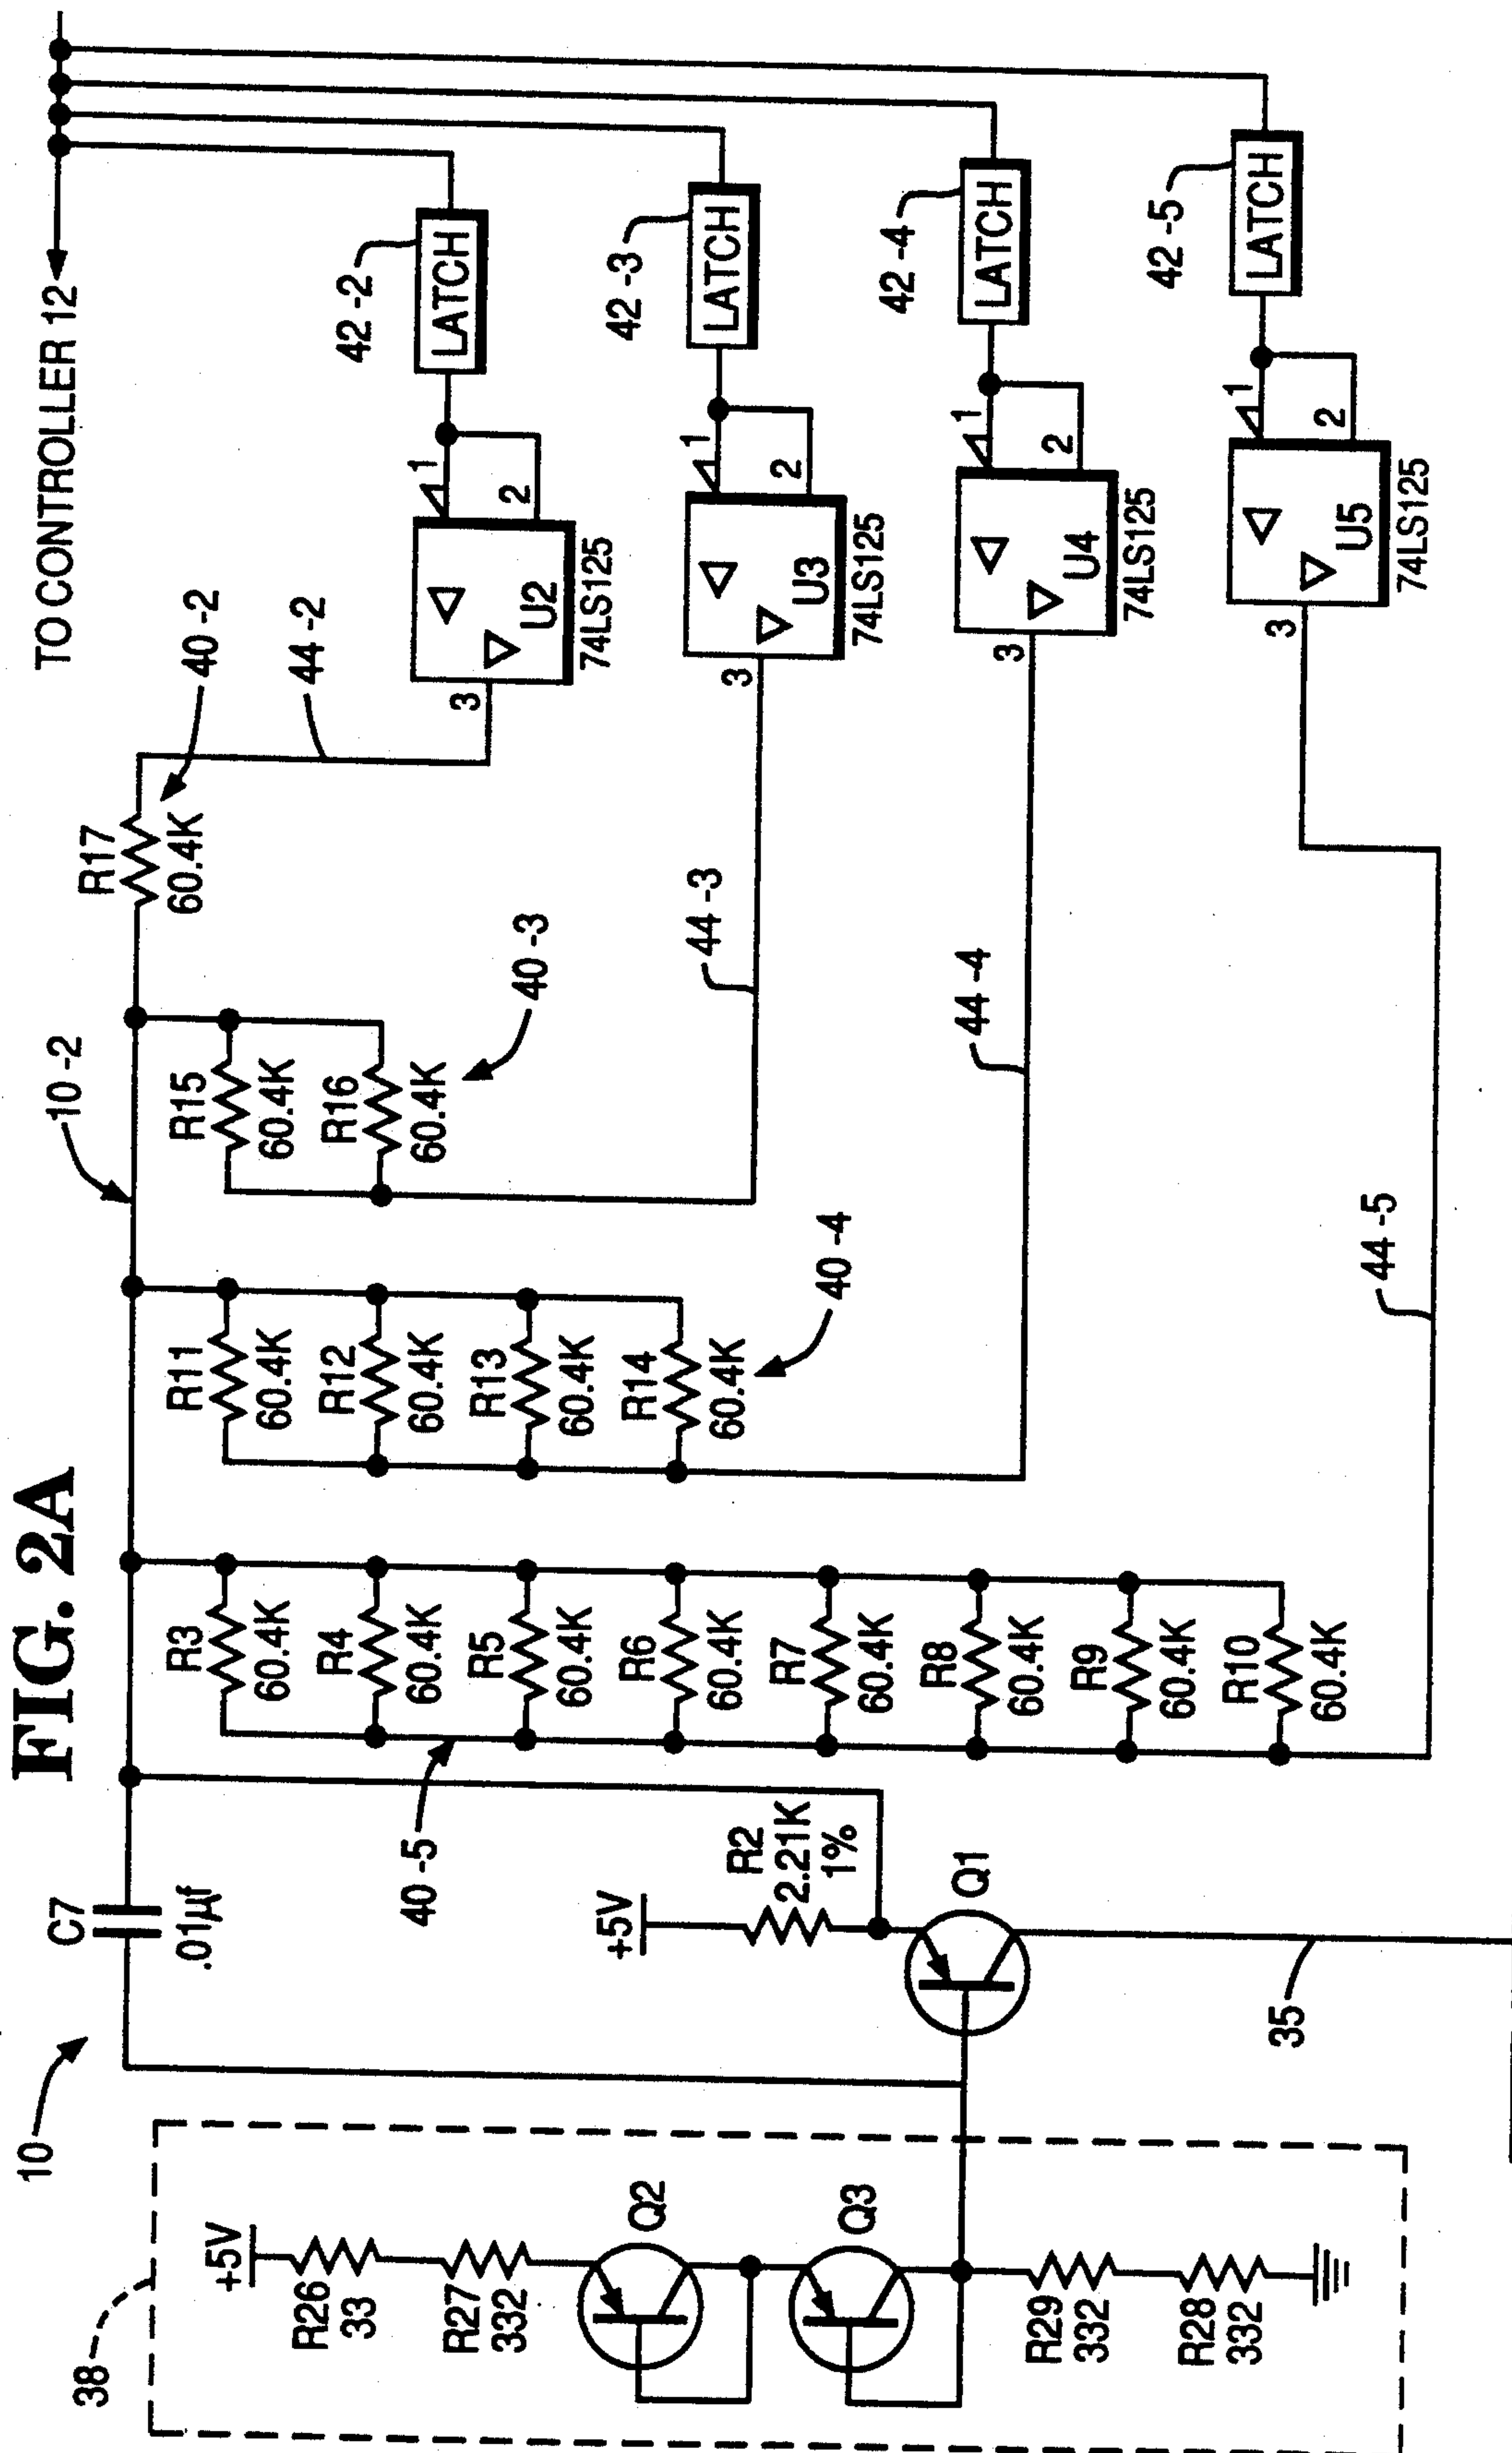 FIG. 2A
10
C7
.01µf
10-2
R17
60.4K
40-2
44-2
TO CONTROLLER 12
38
+5V
R26
33
R27
332
Q2
Q3
R29
332
R28
332
+5V
R2
2.21K
1%
Q1
35
40-5
R3
60.4K
R4
60.4K
R5
60.4K
R6
60.4K
R7
60.4K
R8
60.4K
R9
60.4K
R10
60.4K
R11
60.4K
R12
60.4K
R13
60.4K
R14
60.4K
40-4
R15
60.4K
R16
60.4K
40-3
44-3
44-4
44-5
3
U2
74LS125
1
2
42-2
LATCH
3
U3
74LS125
1
2
42-3
LATCH
3
U4
74LS125
1
2
42-4
LATCH
3
U5
74LS125
1
2
42-5
LATCH